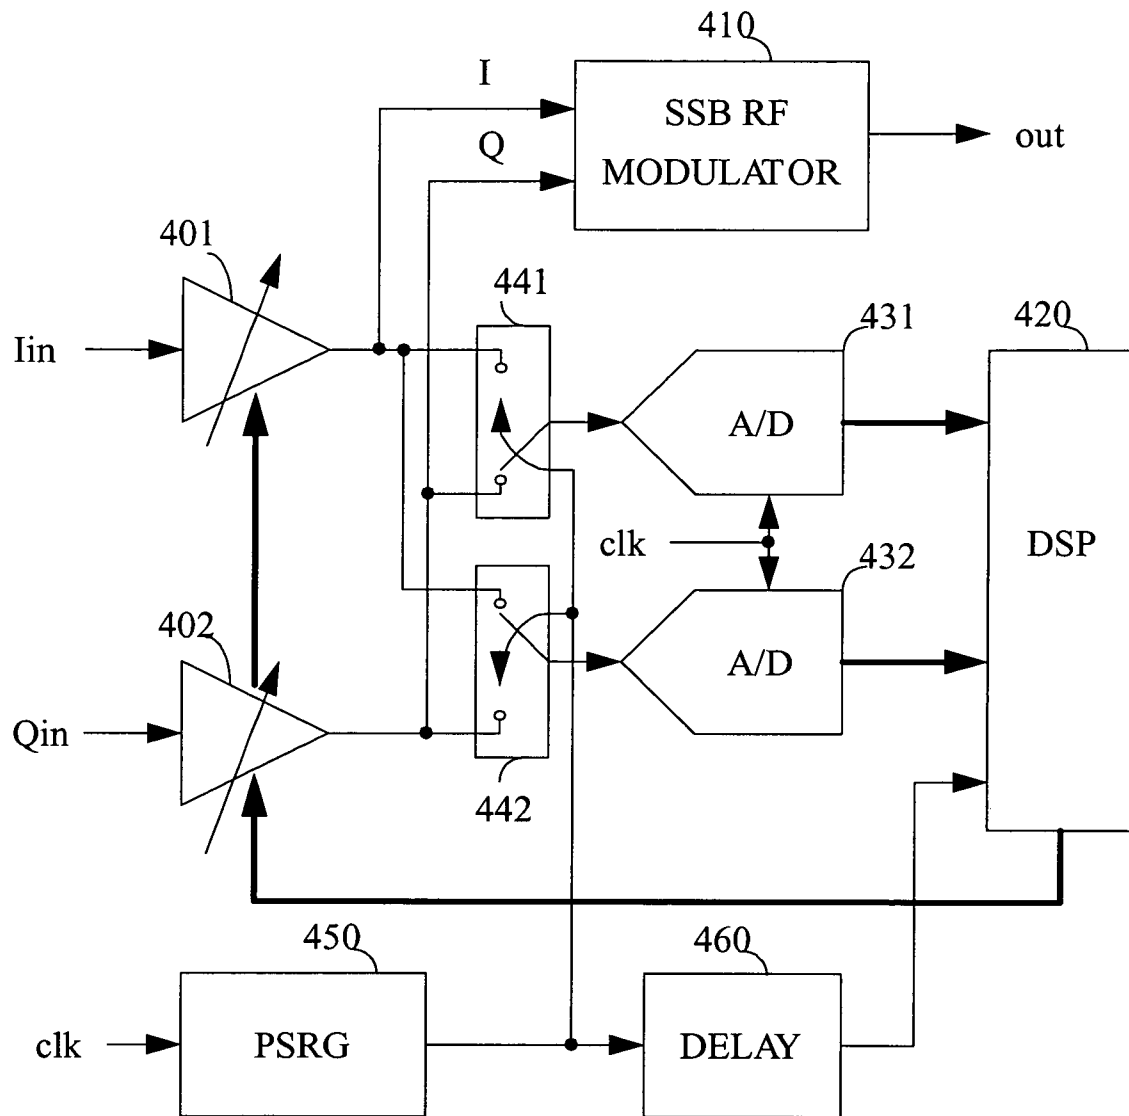 410
I
SSB RF
MODULATOR
out
Q
401
441
431
420
Iin
A/D
clk
DSP
432
402
A/D
Qin
442
450
460
clk
PSRG
DELAY